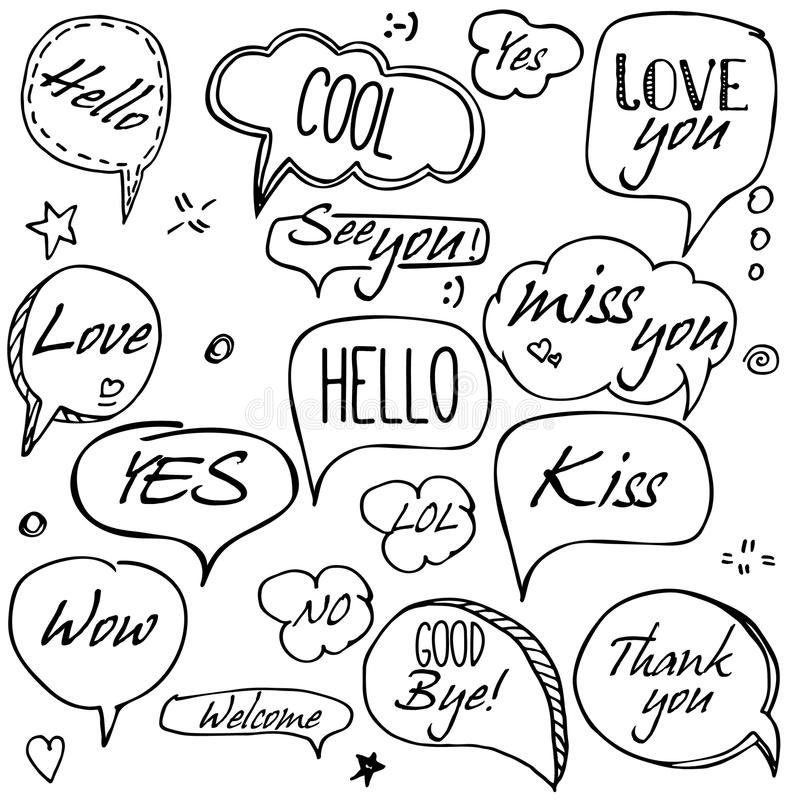 Hello
COOL
:-)
Yes
LOVE
you
See you!
:)
Love
miss
you
HELLO
YES
Kiss
LOL
NO
Wow
GOOD
Bye!
Thank
you
Welcome